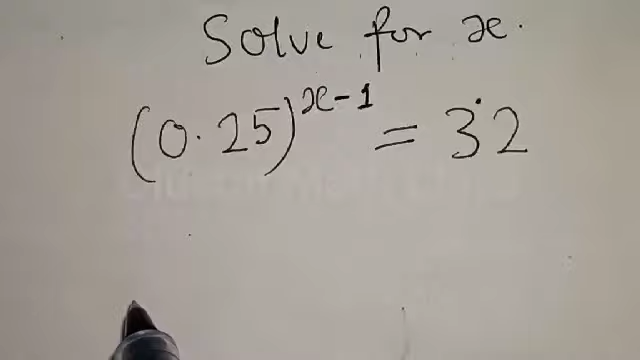 Solve for x.
(0.25)^{x-1} = 32